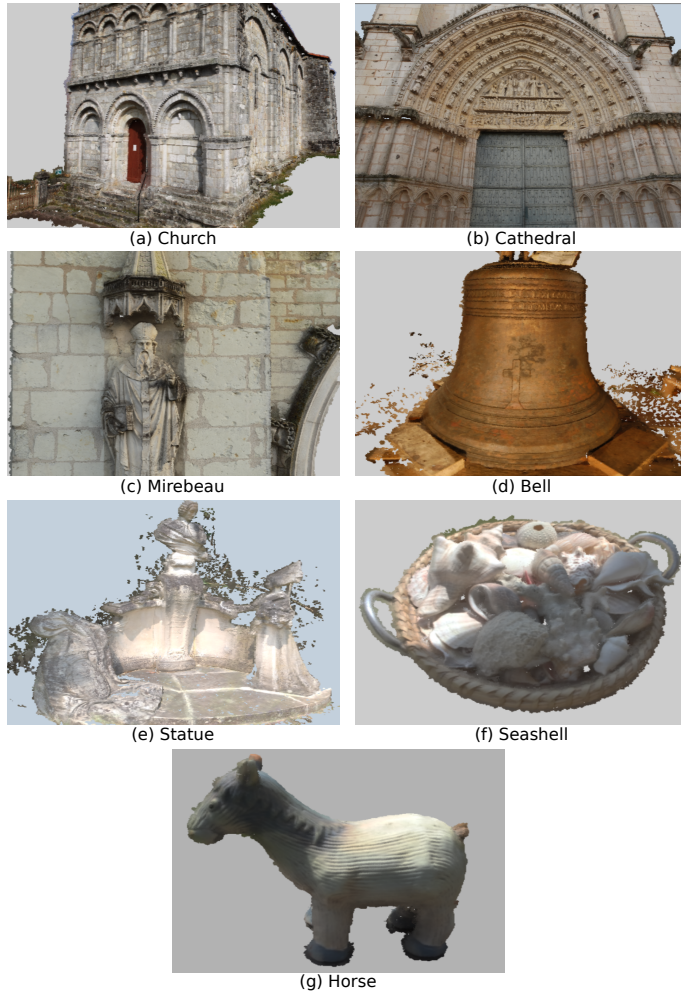 (a) Church
(b) Cathedral
(c) Mirebeau
(d) Bell
(e) Statue
(f) Seashell
(g) Horse